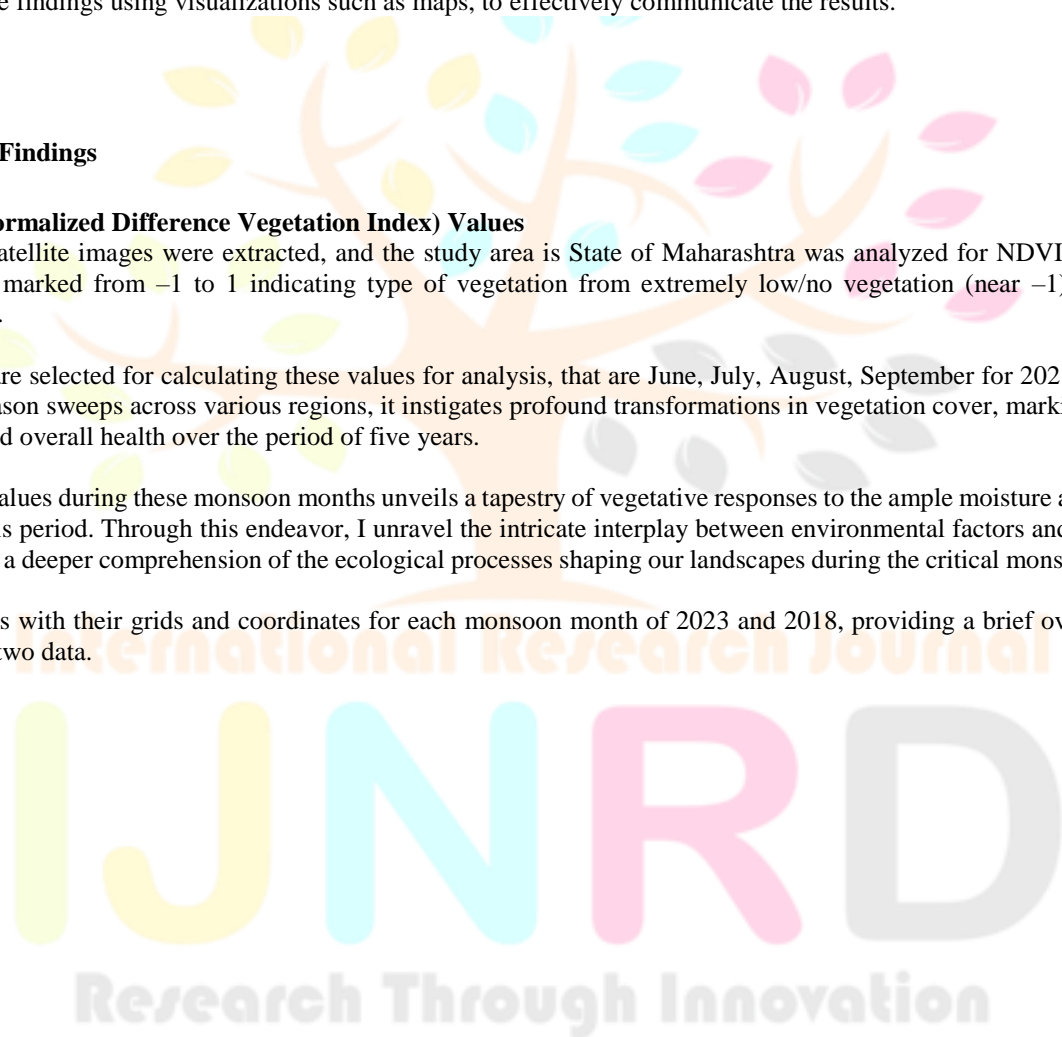 e findings using visualizations such as maps, to effectively communicate the results.
Findings
ormalized Difference Vegetation Index) Values
atellite images were extracted, and the study area is State of Maharashtra was analyzed for NDVI
marked from –1 to 1 indicating type of vegetation from extremely low/no vegetation (near –1)
.
re selected for calculating these values for analysis, that are June, July, August, September for 202
ason sweeps across various regions, it instigates profound transformations in vegetation cover, mark
d overall health over the period of five years.
alues during these monsoon months unveils a tapestry of vegetative responses to the ample moisture a
is period. Through this endeavor, I unravel the intricate interplay between environmental factors and
a deeper comprehension of the ecological processes shaping our landscapes during the critical mons
s with their grids and coordinates for each monsoon month of 2023 and 2018, providing a brief ov
two data.
International Research Journal
IJNRD
Research Through Innovation